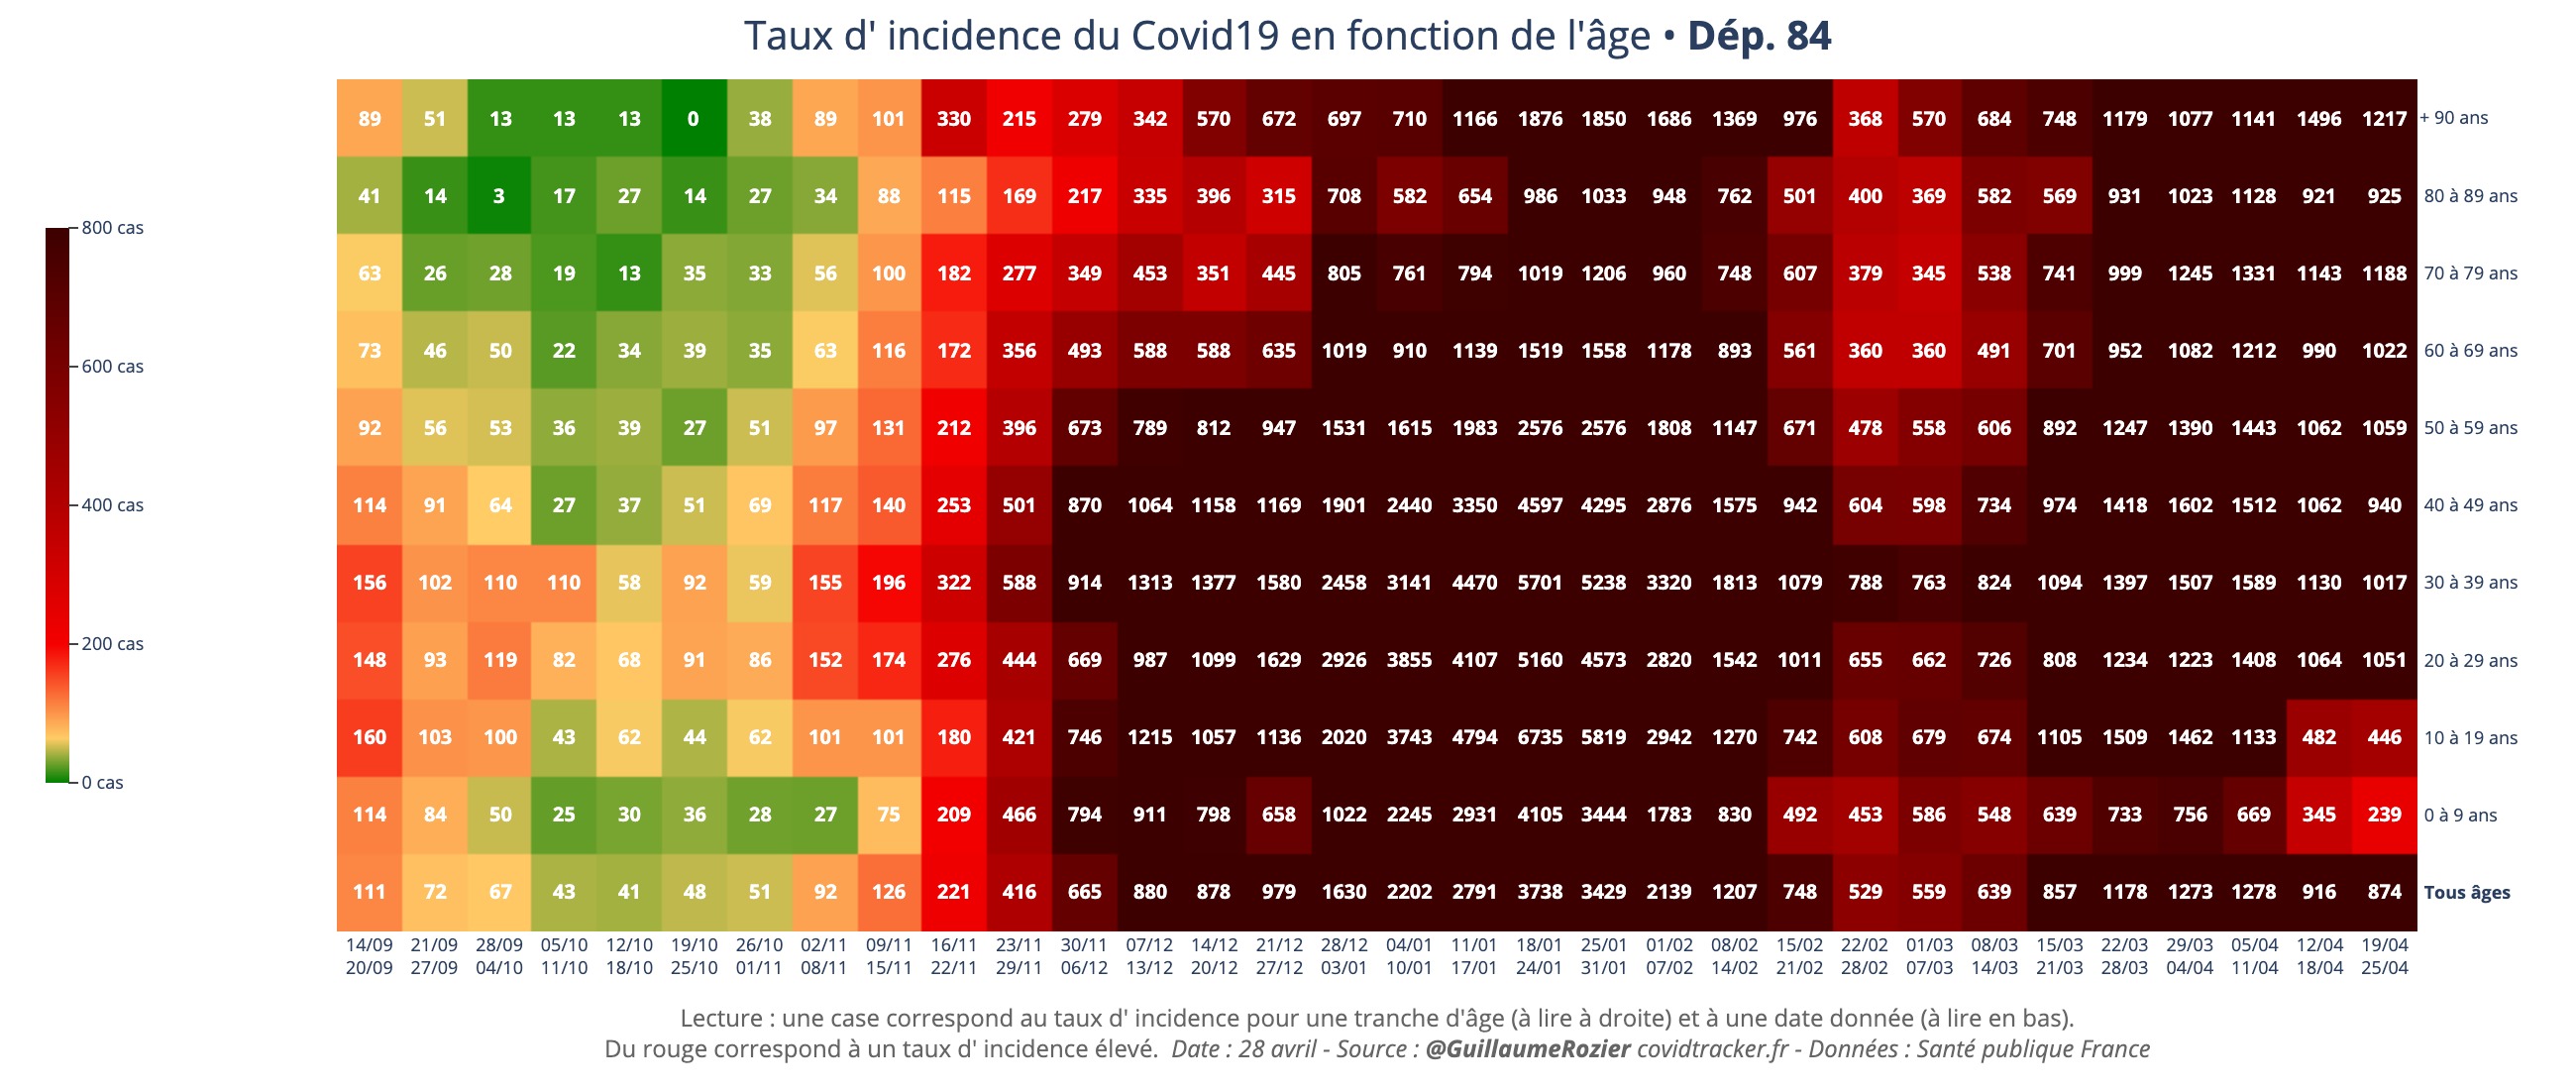 Taux d' incidence du Covid19 en fonction de l'âge • Dép. 84
800 cas
600 cas
400 cas
200 cas
0 cas
89 51 13 13 13 0 38 89 101 330 215 279 342 570 672 697 710 1166 1876 1850 1686 1369 976 368 570 684 748 1179 1077 1141 1496 1217 + 90 ans
41 14 3 17 27 14 27 34 88 115 169 217 335 396 315 708 582 654 986 1033 948 762 501 400 369 582 569 931 1023 1128 921 925 80 à 89 ans
63 26 28 19 13 35 33 56 100 182 277 349 453 351 445 805 761 794 1019 1206 960 748 607 379 345 538 741 999 1245 1331 1143 1188 70 à 79 ans
73 46 50 22 34 39 35 63 116 172 356 493 588 588 635 1019 910 1139 1519 1558 1178 893 561 360 360 491 701 952 1082 1212 990 1022 60 à 69 ans
92 56 53 36 39 27 51 97 131 212 396 673 789 812 947 1531 1615 1983 2576 2576 1808 1147 671 478 558 606 892 1247 1390 1443 1062 1059 50 à 59 ans
114 91 64 27 37 51 69 117 140 253 501 870 1064 1158 1169 1901 2440 3350 4597 4295 2876 1575 942 604 598 734 974 1418 1602 1512 1062 940 40 à 49 ans
156 102 110 110 58 92 59 155 196 322 588 914 1313 1377 1580 2458 3141 4470 5701 5238 3320 1813 1079 788 763 824 1094 1397 1507 1589 1130 1017 30 à 39 ans
148 93 119 82 68 91 86 152 174 276 444 669 987 1099 1629 2926 3855 4107 5160 4573 2820 1542 1011 655 662 726 808 1234 1223 1408 1064 1051 20 à 29 ans
160 103 100 43 62 44 62 101 101 180 421 746 1215 1057 1136 2020 3743 4794 6735 5819 2942 1270 742 608 679 674 1105 1509 1462 1133 482 446 10 à 19 ans
114 84 50 25 30 36 28 27 75 209 466 794 911 798 658 1022 2245 2931 4105 3444 1783 830 492 453 586 548 639 733 756 669 345 239 0 à 9 ans
111 72 67 43 41 48 51 92 126 221 416 665 880 878 979 1630 2202 2791 3738 3429 2139 1207 748 529 559 639 857 1178 1273 1278 916 874 Tous âges
14/09 21/09 28/09 05/10 12/10 19/10 26/10 02/11 09/11 16/11 23/11 30/11 07/12 14/12 21/12 28/12 04/01 11/01 18/01 25/01 01/02 08/02 15/02 22/02 01/03 08/03 15/03 22/03 29/03 05/04 12/04 19/04
20/09 27/09 04/10 11/10 18/10 25/10 01/11 08/11 15/11 22/11 29/11 06/12 13/12 20/12 27/12 03/01 10/01 17/01 24/01 31/01 07/02 14/02 21/02 28/02 07/03 14/03 21/03 28/03 04/04 11/04 18/04 25/04
Lecture : une case correspond au taux d' incidence pour une tranche d'âge (à lire à droite) et à une date donnée (à lire en bas).
Du rouge correspond à un taux d' incidence élevé. Date : 28 avril - Source : @GuillaumeRozier covidtracker.fr - Données : Santé publique France